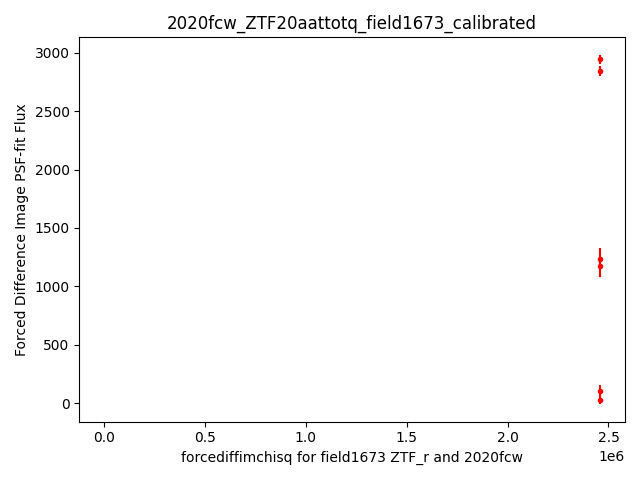 2020fcw_ZTF20aattotq_field1673_calibrated
Forced Difference Image PSF-fit Flux
3000
2500
2000
1500
1000
500
0
0.0 0.5 1.0 1.5 2.0 2.5
1e6
forcediffimchisq for field1673 ZTF_r and 2020fcw